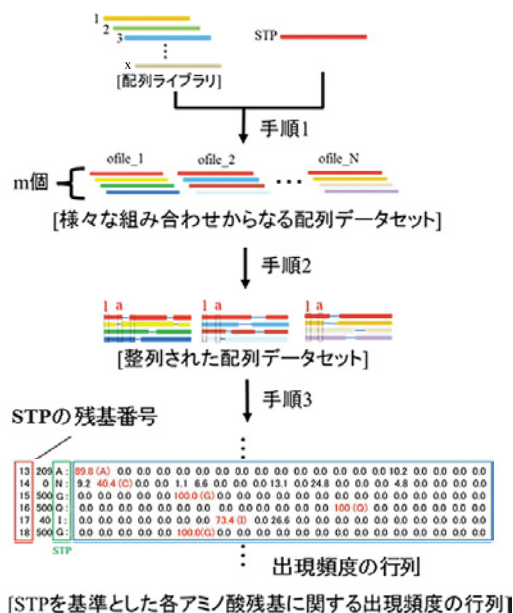 1
2
3
⋮
x
[配列ライブラリ]
STP
手順1
ofile_1 ofile_2 ofile_N
m個
…
[様々な組み合わせからなる配列データセット]
手順2
1 a 1 a 1 a
[整列された配列データセット]
手順3
STPの残基番号
⋮
13 209 A : 89.8 (A) 0.0 0.0 0.0 0.0 0.0 0.0 0.0 0.0 0.0 0.0 0.0 0.0 0.0 0.0 10.2 0.0 0.0 0.0 0.0
14 0 N : 9.2 40.4 (C) 0.0 0.0 1.1 6.6 0.0 0.0 0.0 13.1 0.0 24.8 0.0 0.0 0.0 4.8 0.0 0.0 0.0 0.0
15 500 G : 0.0 0.0 0.0 0.0 0.0 100.0 (G) 0.0 0.0 0.0 0.0 0.0 0.0 0.0 0.0 0.0 0.0 0.0 0.0 0.0
16 500 Q : 0.0 0.0 0.0 0.0 0.0 0.0 0.0 0.0 0.0 0.0 0.0 0.0 100 (Q) 0.0 0.0 0.0 0.0 0.0
17 40 I : 0.0 0.0 0.0 0.0 0.0 0.0 0.0 73.4 (I) 0.0 26.6 0.0 0.0 0.0 0.0 0.0 0.0 0.0 0.0 0.0
18 500 G : 0.0 0.0 0.0 0.0 0.0 100.0 (G) 0.0 0.0 0.0 0.0 0.0 0.0 0.0 0.0 0.0 0.0 0.0 0.0 0.0
STP
⋮
出現頻度の行列
[STPを基準とした各アミノ酸残基に関する出現頻度の行列]